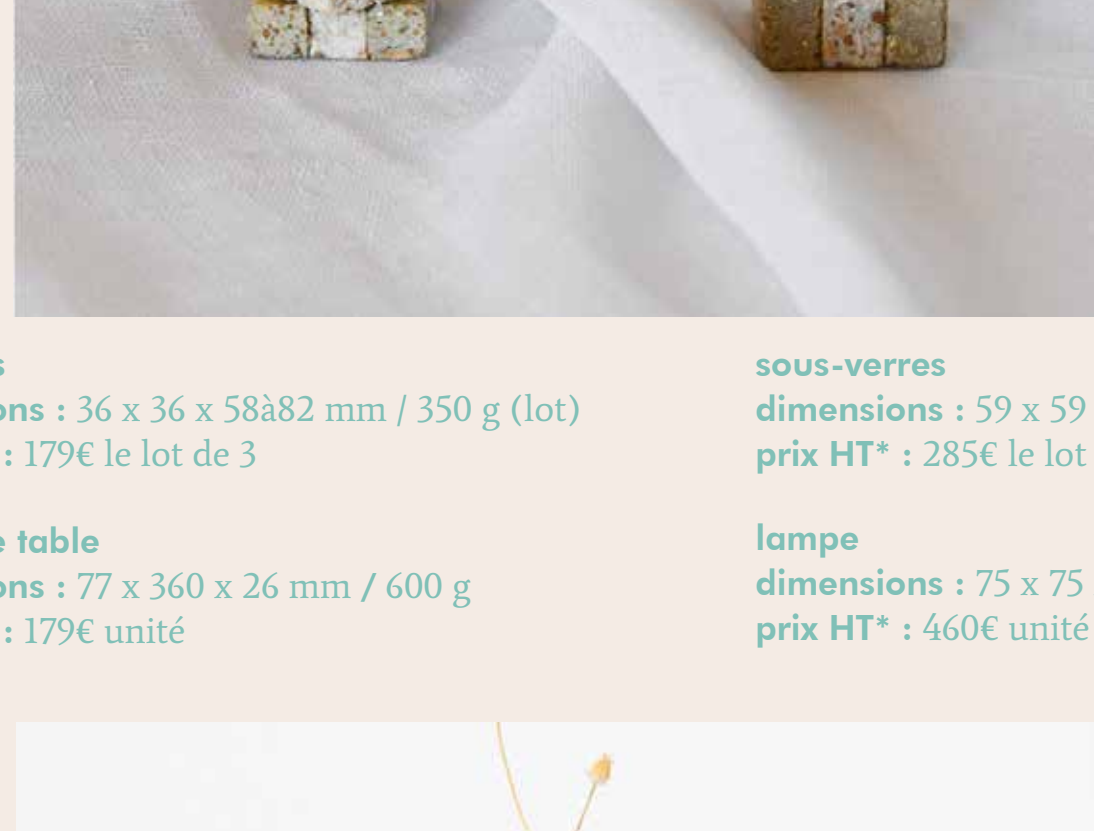 ons : 36 x 36 x 58à82 mm / 350 g (lot)
: 179€ le lot de 3
e table
ons : 77 x 360 x 26 mm / 600 g
: 179€ unité
sous-verres
dimensions : 59 x 59
prix HT* : 285€ le lot
lampe
dimensions : 75 x 75
prix HT* : 460€ unité